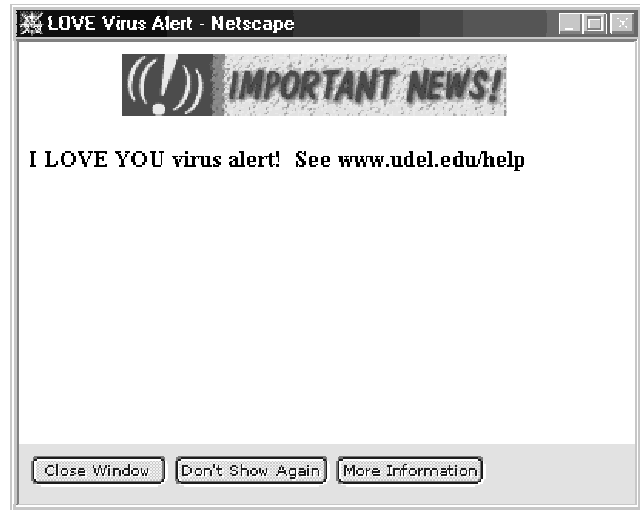 LOVE Virus Alert - Netscape
IMPORTANT NEWS!
I LOVE YOU virus alert!  See www.udel.edu/help
Close Window Don't Show Again More Information